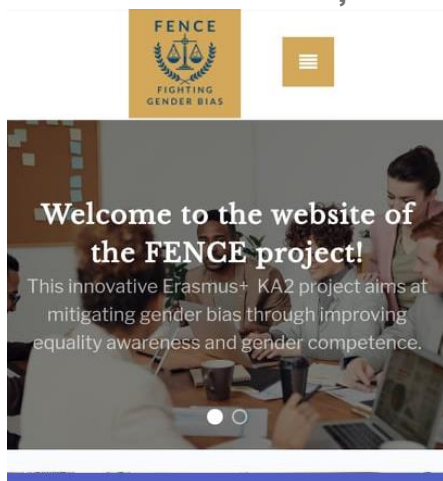 FENCE
FIGHTING
GENDER BIAS
Welcome to the website of
the FENCE project!
This innovative Erasmus+ KA2 project aims at
mitigating gender bias through improving
equality awareness and gender competence.